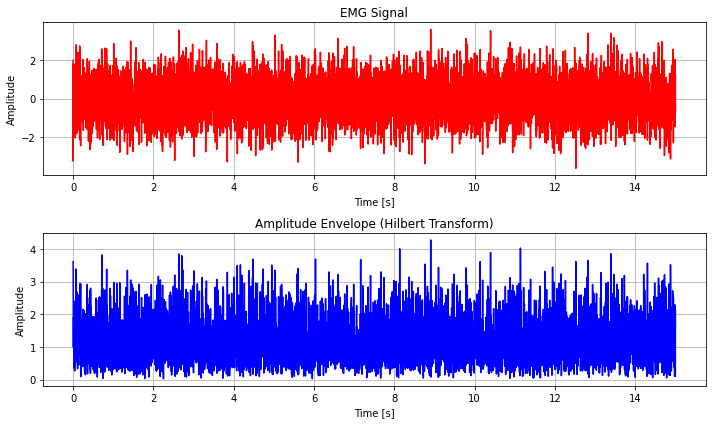 EMG Signal
2
0
−2
Amplitude
0 2 4 6 8 10 12 14
Time [s]
Amplitude Envelope (Hilbert Transform)
4
3
2
1
0
Amplitude
0 2 4 6 8 10 12 14
Time [s]